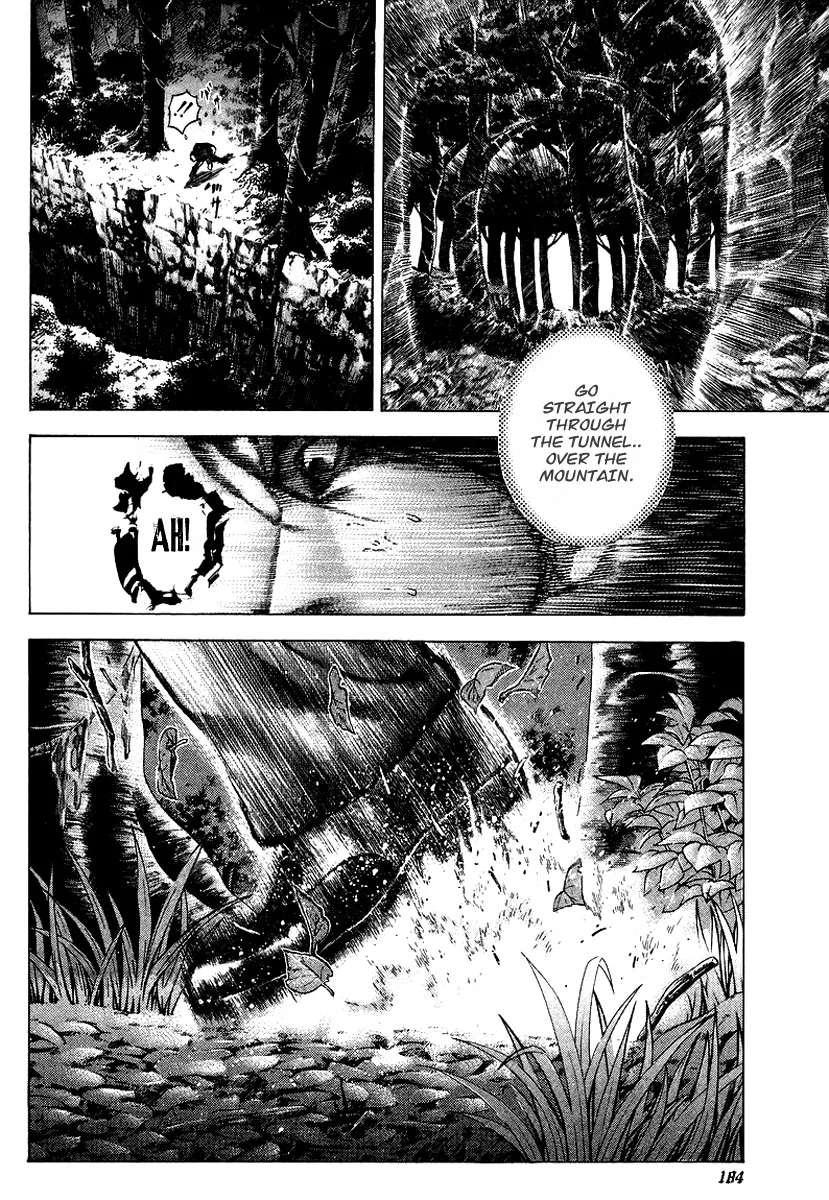 GO
STRAIGHT
THROUGH
THE TUNNEL..
OVER THE
MOUNTAIN.
!!
AH!
184